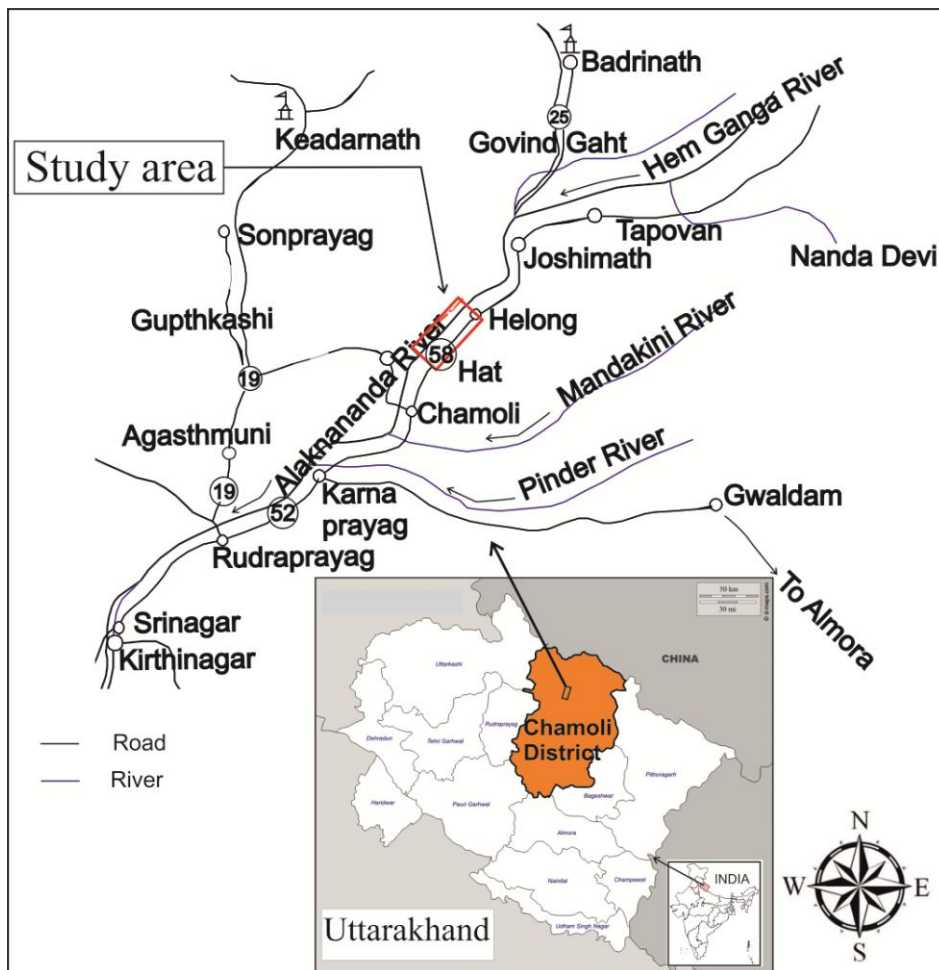 Badrinath
25
Govind Gaht
Hem Ganga River
Keadarnath
Study area
Sonprayag
Tapovan
Joshimath
Nanda Devi
Gupthkashi
Helong
58
Hat
Mandakini River
Alaknananda River
19
Chamoli
Agasthmuni
19
Pinder River
Karna
prayag
Gwaldam
52
Rudraprayag
To Almora
Srinagar
Kirthinagar
Road
River
50 km
30 mi
© d-maps.com
CHINA
Uttarkashi
Chamoli
District
Rudraprayag
Dehradun
Tehri Garhwal
Pithoragarh
Haridwar
Pauri Garhwal
Bageshwar
Almora
Nainital
Champawat
Udham Singh Nagar
INDIA
Uttarakhand
N
W
E
S